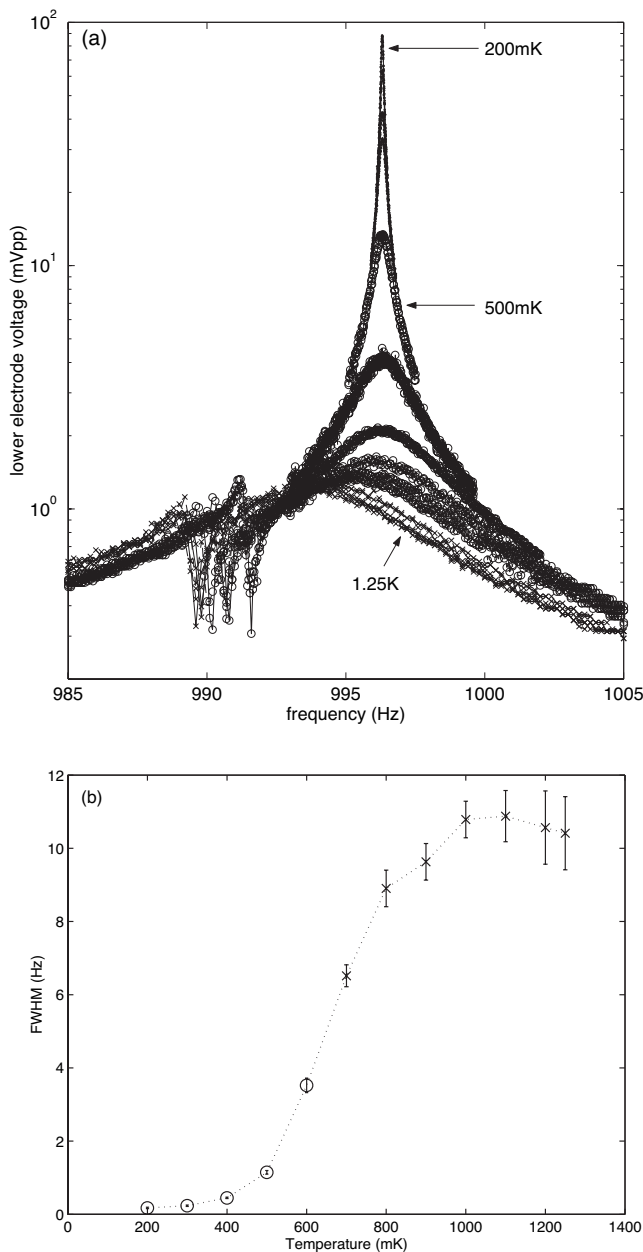 (a)
10²
10¹
10⁰
lower electrode voltage (mVpp)
200mK
500mK
1.25K
985 990 995 1000 1005
frequency (Hz)
(b)
12
10
8
6
4
2
0
FWHM (Hz)
0 200 400 600 800 1000 1200 1400
Temperature (mK)